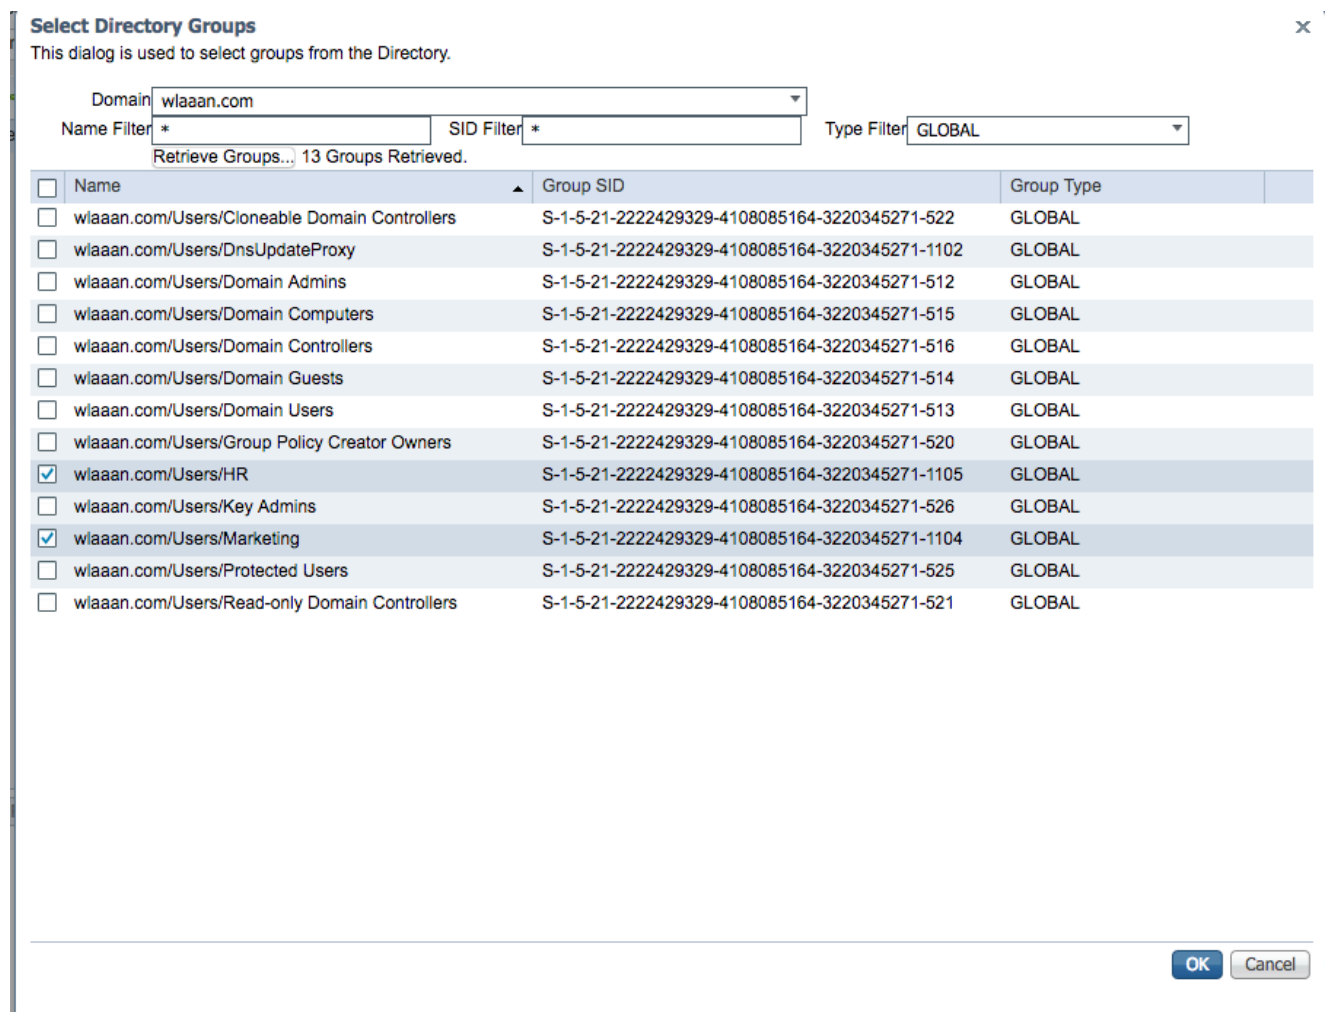 Select Directory Groups
This dialog is used to select groups from the Directory.
Domain wlaaan.com
Name Filter * SID Filter * Type Filter GLOBAL
Retrieve Groups... 13 Groups Retrieved.
Name Group SID Group Type
wlaaan.com/Users/Cloneable Domain Controllers S-1-5-21-2222429329-4108085164-3220345271-522 GLOBAL
wlaaan.com/Users/DnsUpdateProxy S-1-5-21-2222429329-4108085164-3220345271-1102 GLOBAL
wlaaan.com/Users/Domain Admins S-1-5-21-2222429329-4108085164-3220345271-512 GLOBAL
wlaaan.com/Users/Domain Computers S-1-5-21-2222429329-4108085164-3220345271-515 GLOBAL
wlaaan.com/Users/Domain Controllers S-1-5-21-2222429329-4108085164-3220345271-516 GLOBAL
wlaaan.com/Users/Domain Guests S-1-5-21-2222429329-4108085164-3220345271-514 GLOBAL
wlaaan.com/Users/Domain Users S-1-5-21-2222429329-4108085164-3220345271-513 GLOBAL
wlaaan.com/Users/Group Policy Creator Owners S-1-5-21-2222429329-4108085164-3220345271-520 GLOBAL
wlaaan.com/Users/HR S-1-5-21-2222429329-4108085164-3220345271-1105 GLOBAL
wlaaan.com/Users/Key Admins S-1-5-21-2222429329-4108085164-3220345271-526 GLOBAL
wlaaan.com/Users/Marketing S-1-5-21-2222429329-4108085164-3220345271-1104 GLOBAL
wlaaan.com/Users/Protected Users S-1-5-21-2222429329-4108085164-3220345271-525 GLOBAL
wlaaan.com/Users/Read-only Domain Controllers S-1-5-21-2222429329-4108085164-3220345271-521 GLOBAL
OK Cancel